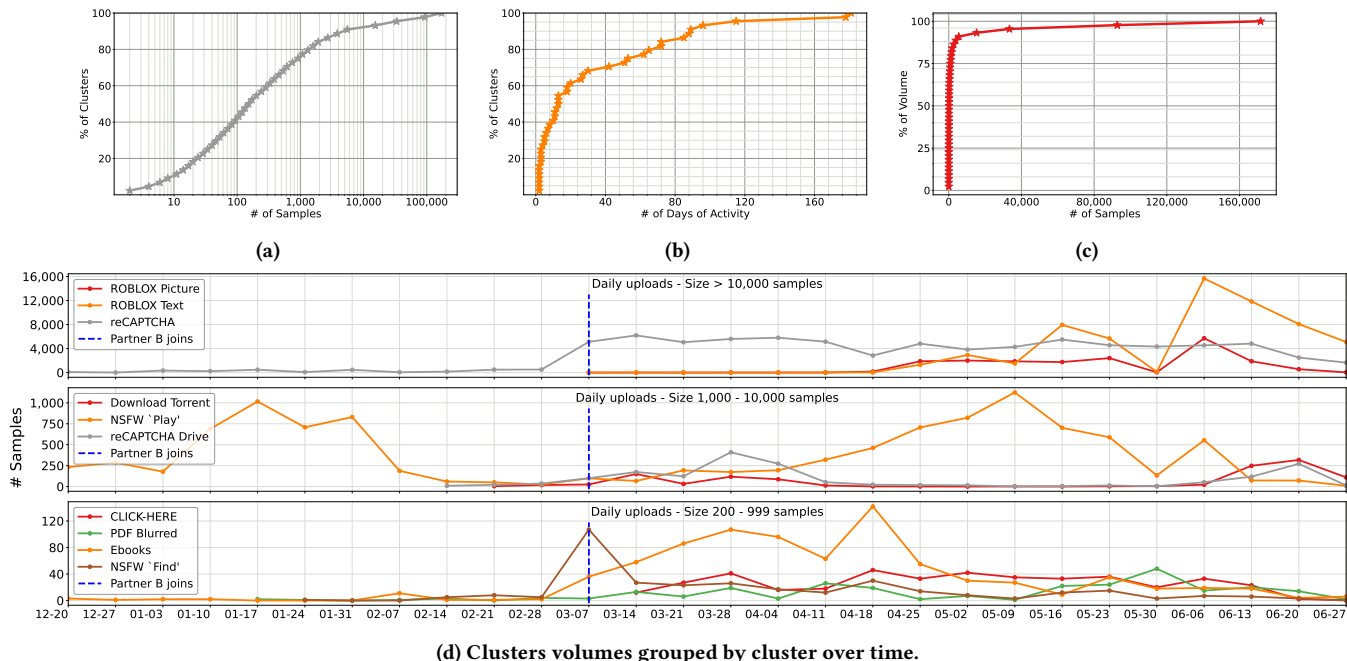 100
80
60
40
20
% of Clusters
10
100
1,000
10,000
100,000
# of Samples
(a)
100
80
60
40
20
% of Clusters
0
40
80
120
160
# of Days of Activity
(b)
100
75
50
25
0
% of Volume
0
40,000
80,000
120,000
160,000
# of Samples
(c)
Daily uploads - Size > 10,000 samples
16,000
12,000
8,000
4,000
0
ROBLOX Picture
ROBLOX Text
reCAPTCHA
Partner B joins
# Samples
Daily uploads - Size 1,000 - 10,000 samples
1,000
750
500
250
0
Download Torrent
NSFW `Play'
reCAPTCHA Drive
Partner B joins
Daily uploads - Size 200 - 999 samples
120
80
40
0
CLICK-HERE
PDF Blurred
Ebooks
NSFW `Find'
Partner B joins
12-20 12-27 01-03 01-10 01-17 01-24 01-31 02-07 02-14 02-21 02-28 03-07 03-14 03-21 03-28 04-04 04-11 04-18 04-25 05-02 05-09 05-16 05-23 05-30 06-06 06-13 06-20 06-27
(d) Clusters volumes grouped by cluster over time.